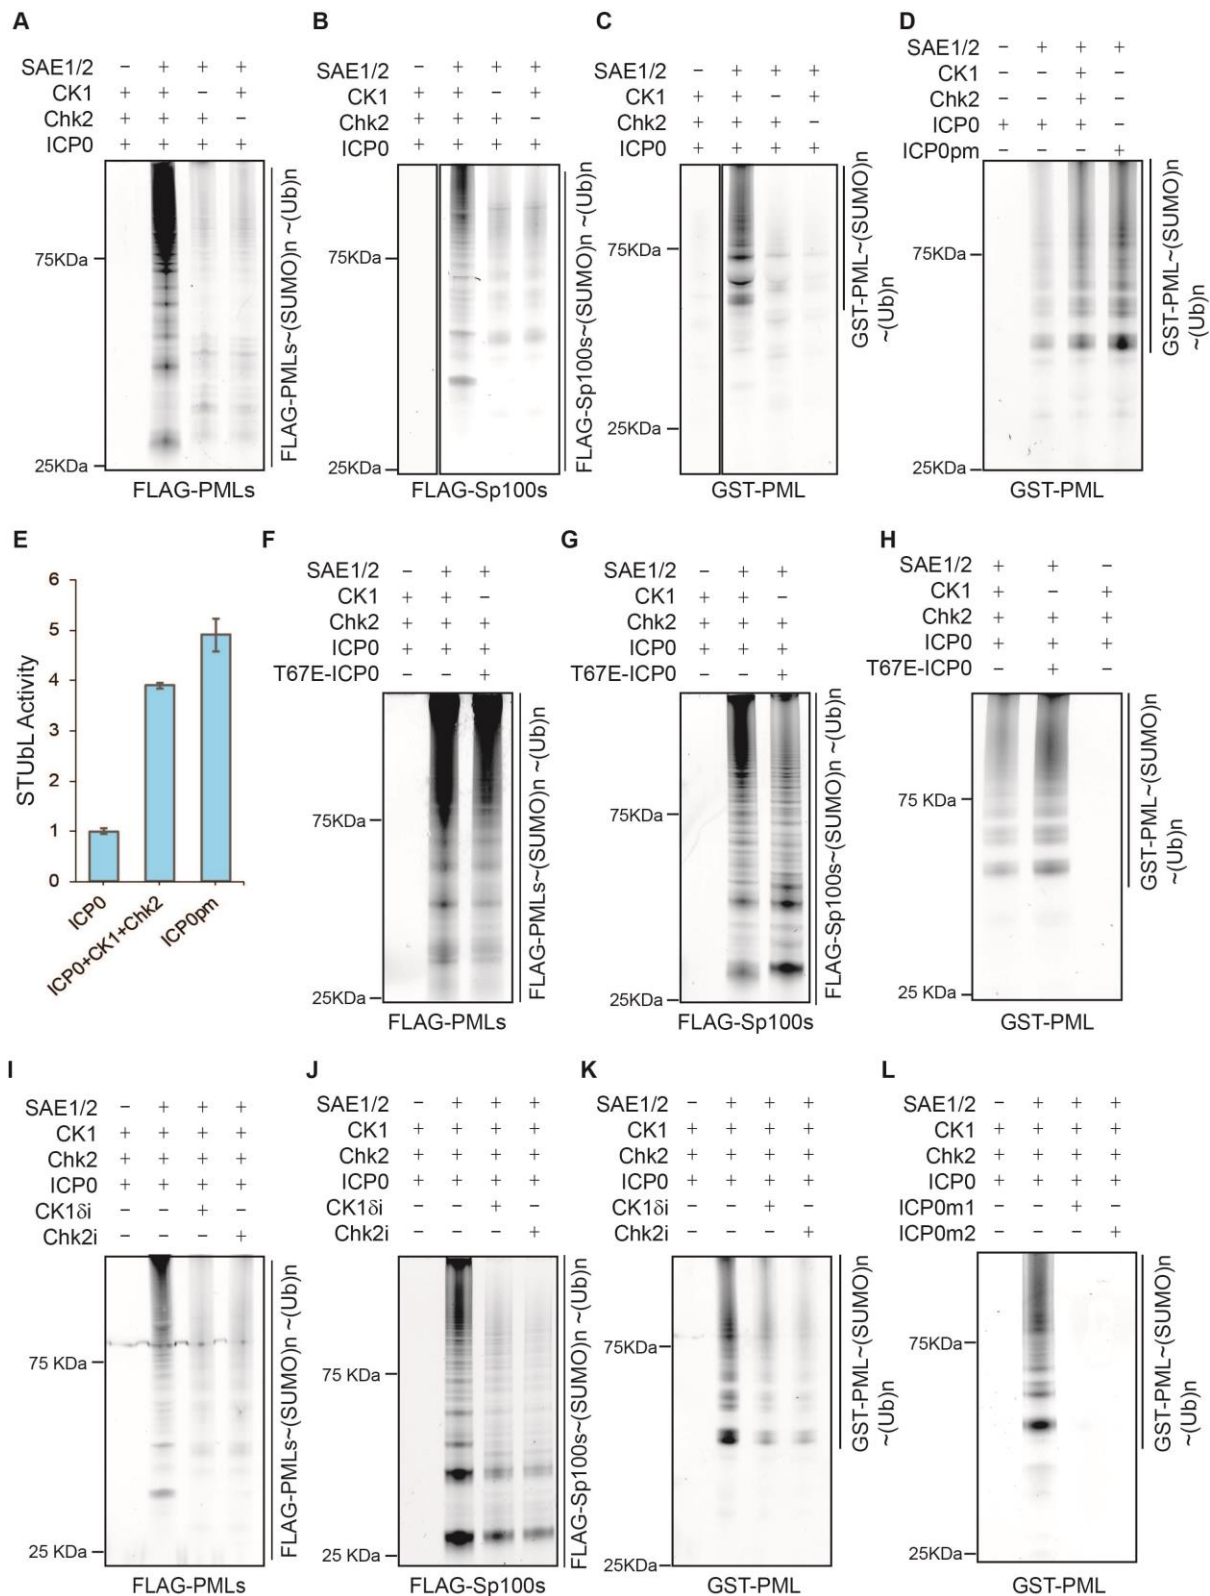 A
SAE1/2 − + + +
CK1 + + − +
Chk2 + + + −
ICP0 + + + +
75KDa
25KDa
FLAG-PMLs~(SUMO)n ~(Ub)n
FLAG-PMLs
B
SAE1/2 − + + +
CK1 + + − +
Chk2 + + + −
ICP0 + + + +
75KDa
25KDa
FLAG-Sp100s~(SUMO)n ~(Ub)n
FLAG-Sp100s
C
SAE1/2 − + + +
CK1 + + − +
Chk2 + + + −
ICP0 + + + +
75KDa
25KDa
GST-PML~(SUMO)n
~(Ub)n
GST-PML
D
SAE1/2 − + + +
CK1 − − + −
Chk2 − − + −
ICP0 + + + −
ICP0pm − − − +
75KDa
25KDa
GST-PML~(SUMO)n
~(Ub)n
GST-PML
E
STUbL Activity
6
5
4
3
2
1
0
ICP0
ICP0+CK1+Chk2
ICP0pm
F
SAE1/2 − + +
CK1 + + −
Chk2 + + +
ICP0 + + +
T67E-ICP0 − − +
75KDa
25KDa
FLAG-PMLs~(SUMO)n ~(Ub)n
FLAG-PMLs
G
SAE1/2 − + +
CK1 + + −
Chk2 + + +
ICP0 + + +
T67E-ICP0 − − +
75KDa
25KDa
FLAG-Sp100s~(SUMO)n ~(Ub)n
FLAG-Sp100s
H
SAE1/2 + + −
CK1 + − +
Chk2 + + +
ICP0 + + +
T67E-ICP0 − + −
75 KDa
25 KDa
GST-PML~(SUMO)n
~(Ub)n
GST-PML
I
SAE1/2 − + + +
CK1 + + + +
Chk2 + + + +
ICP0 + + + +
CK1δi − − + −
Chk2i − − − +
75 KDa
25 KDa
FLAG-PMLs~(SUMO)n ~(Ub)n
FLAG-PMLs
J
SAE1/2 − + + +
CK1 + + + +
Chk2 + + + +
ICP0 + + + +
CK1δi − − + −
Chk2i − − − +
75 KDa
25 KDa
FLAG-Sp100s~(SUMO)n ~(Ub)n
FLAG-Sp100s
K
SAE1/2 − + + +
CK1 + + + +
Chk2 + + + +
ICP0 + + + +
CK1δi − − + −
Chk2i − − − +
75KDa
25KDa
GST-PML~(SUMO)n
~(Ub)n
GST-PML
L
SAE1/2 − + + +
CK1 + + + +
Chk2 + + + +
ICP0 + + + +
ICP0m1 − − + −
ICP0m2 − − − +
75KDa
25KDa
GST-PML~(SUMO)n
~(Ub)n
GST-PML